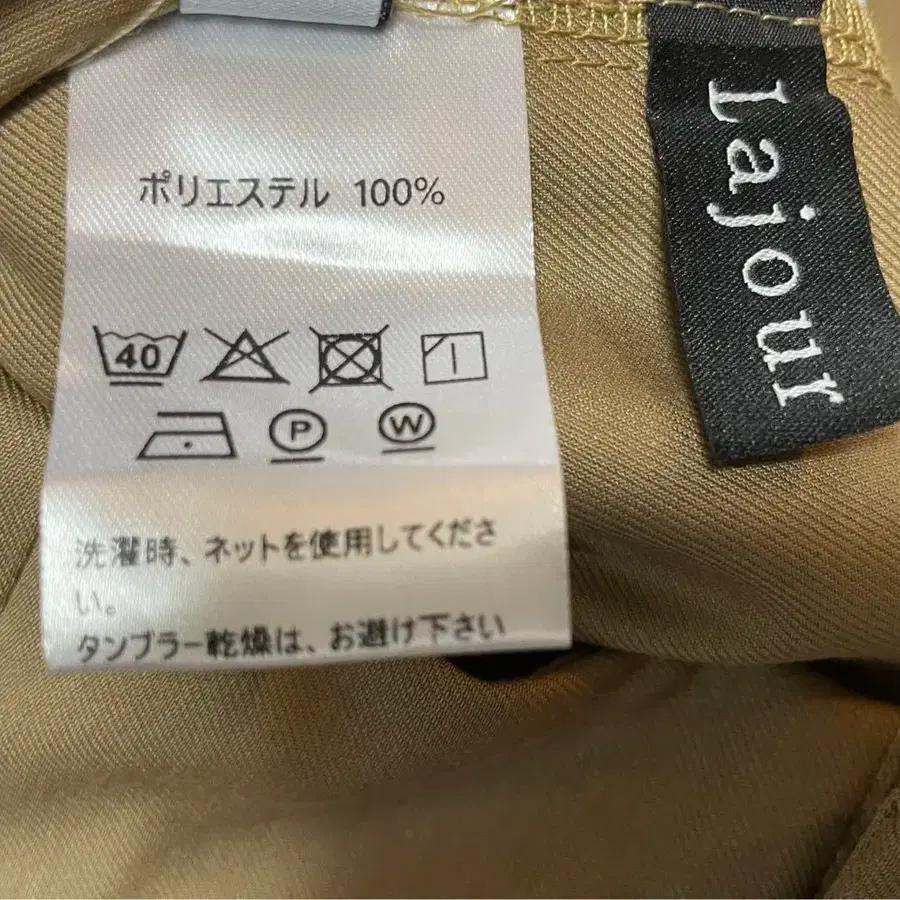 ポリエステル 100%
40
P W
洗濯時、ネットを使用してくださ
い。
タンブラー乾燥は、お避け下さい
Lajour